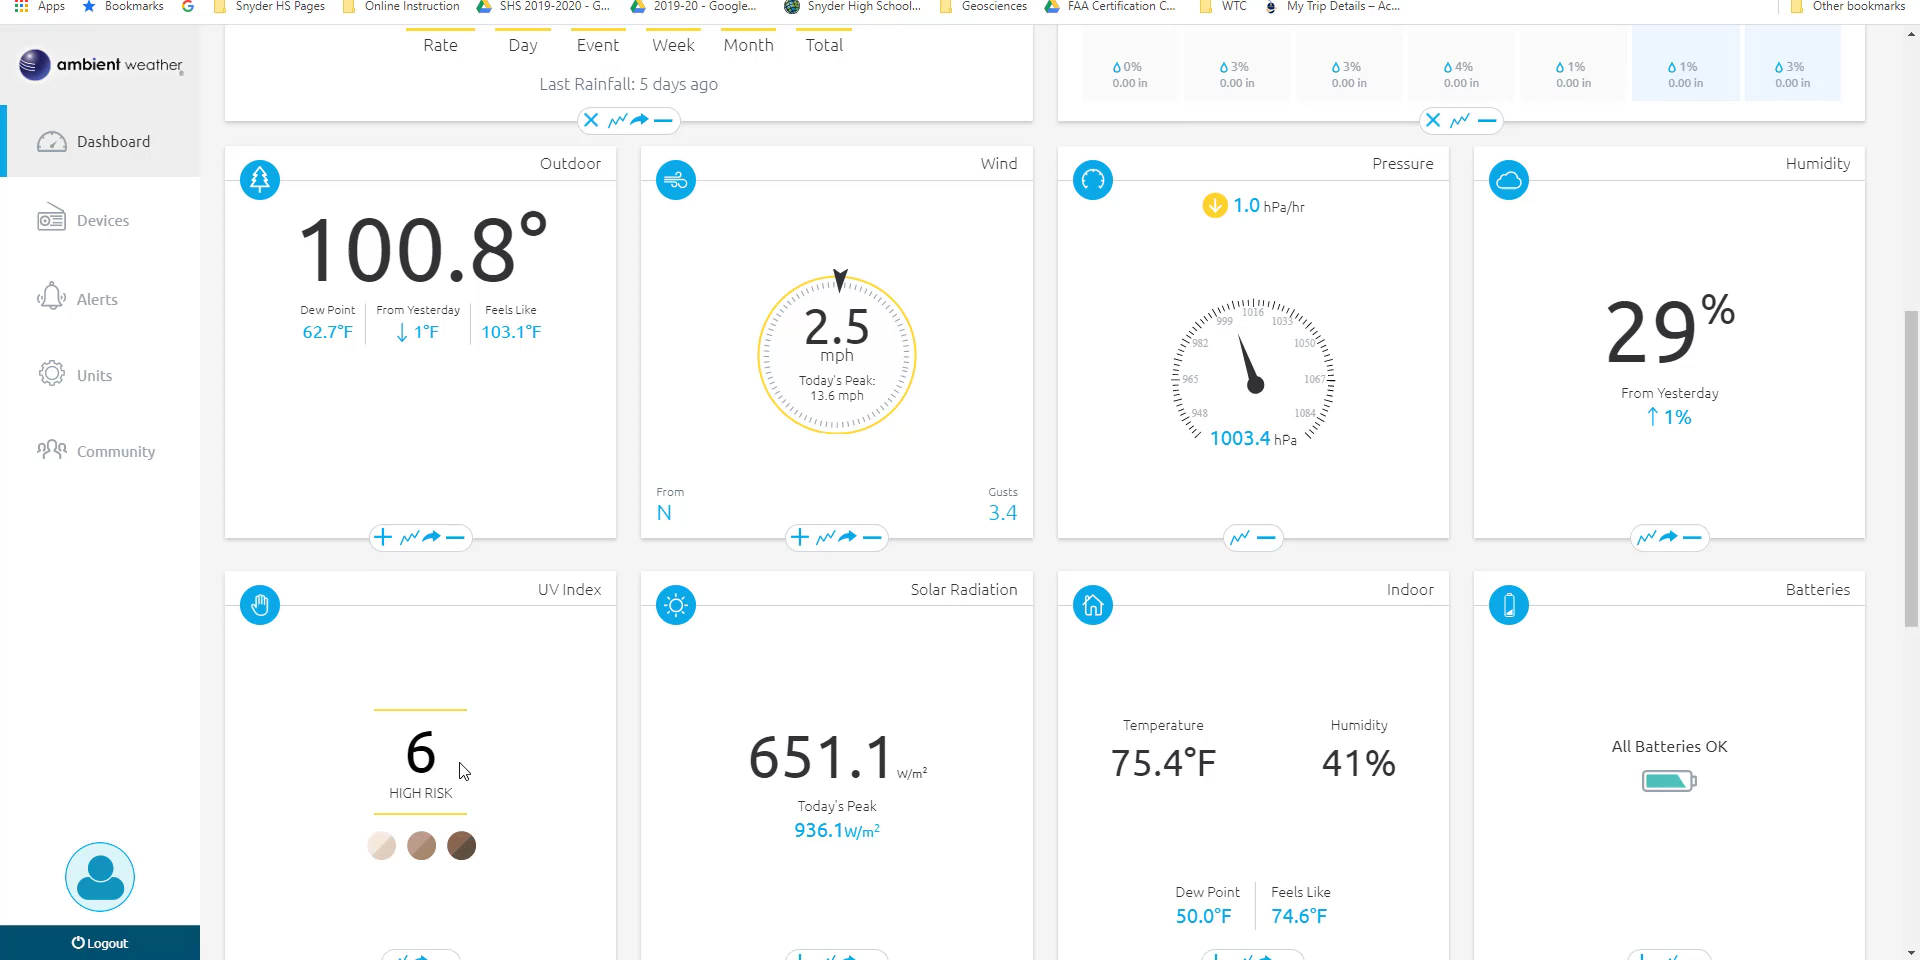 Apps Bookmarks Snyder HS Pages Online Instruction SHS 2019-2020 - G... 2019-20 - Google... Snyder High School... Geosciences FAA Certification C... WTC My Trip Details – Ac... Other bookmarks
ambient weather
Dashboard
Devices
Alerts
Units
Community
Logout
Rate Day Event Week Month Total
Last Rainfall: 5 days ago
0% 3% 3% 4% 1% 1% 3%
0.00 in 0.00 in 0.00 in 0.00 in 0.00 in 0.00 in 0.00 in
Outdoor
100.8°
Dew Point From Yesterday Feels Like
62.7°F ↓ 1°F 103.1°F
Wind
2.5
mph
Today's Peak:
13.6 mph
From Gusts
N 3.4
Pressure
1.0 hPa/hr
1016
999 1033
982 1050
965 1067
948 1084
1003.4 hPa
Humidity
29%
From Yesterday
↑ 1%
UV Index
6
HIGH RISK
Solar Radiation
651.1 W/m²
Today's Peak
936.1 W/m²
Indoor
Temperature Humidity
75.4°F 41%
Dew Point Feels Like
50.0°F 74.6°F
Batteries
All Batteries OK